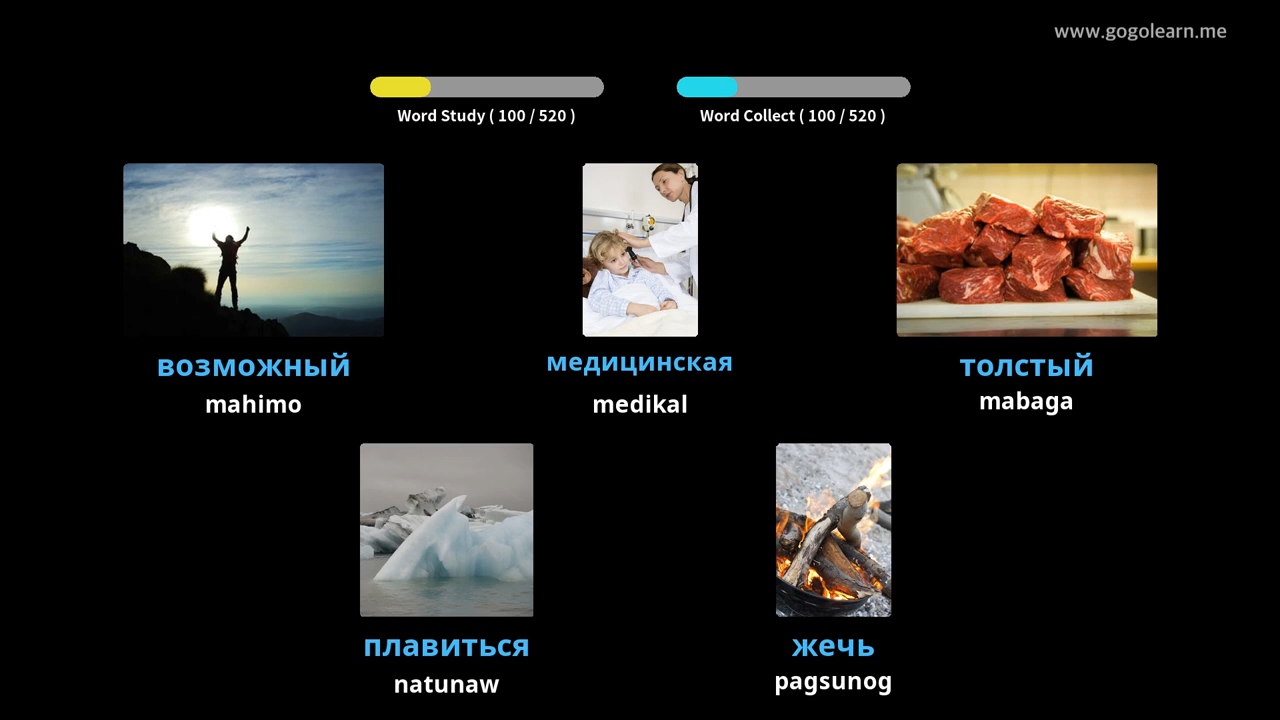 www.gogolearn.me
Word Study ( 100 / 520 )
Word Collect ( 100 / 520 )
возможный
mahimo
медицинская
medikal
толстый
mabaga
плавиться
natunaw
жечь
pagsunog